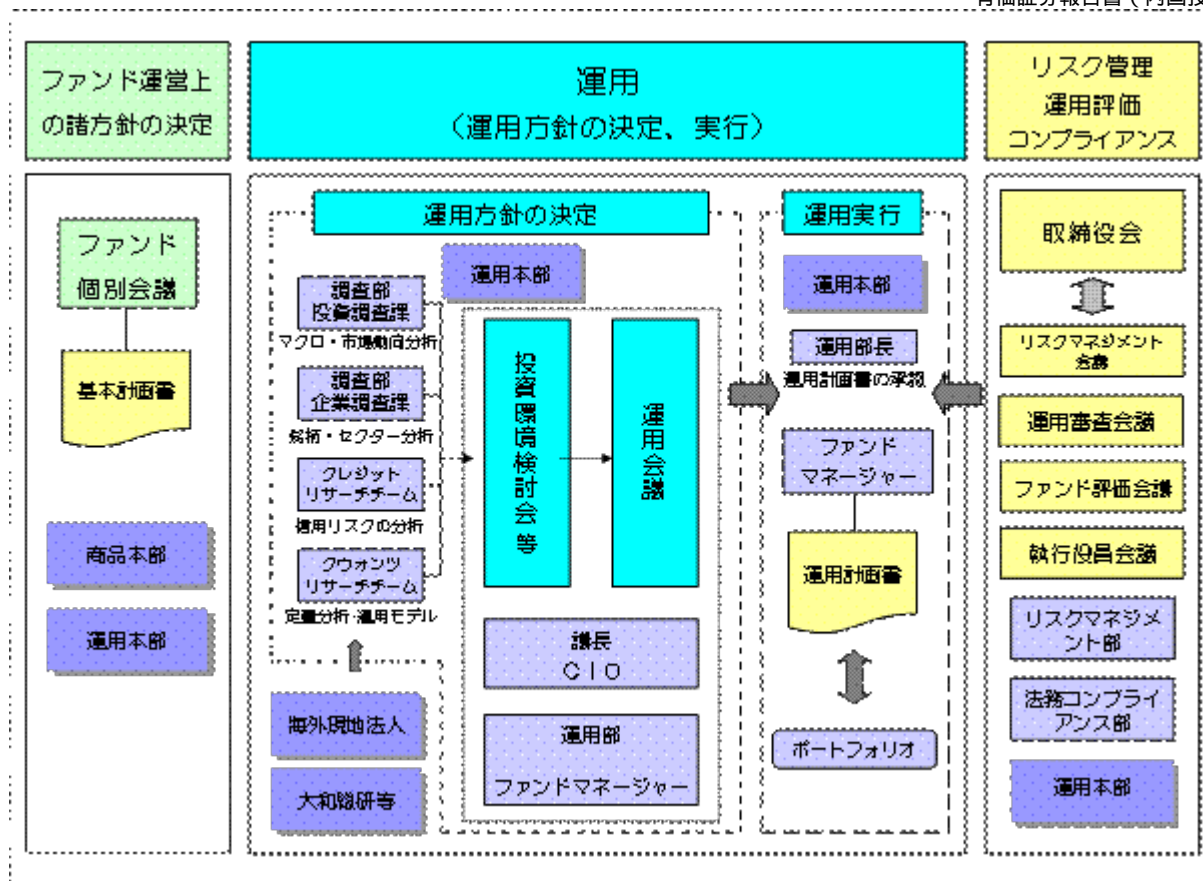 有価証券報告書（内国投
ファンド運営上
の諸方針の決定
運用
（運用方針の決定、実行）
リスク管理
運用評価
コンプライアンス
ファンド
個別会議
基本計画書
商品本部
運用本部
運用方針の決定
運用本部
調査部
投資調査課
マクロ・市場動向分析
調査部
企業調査課
銘柄・セクター分析
クレジット
リサーチチーム
信用リスクの分析
クウォンツ
リサーチチーム
定量分析・運用モデル
海外現地法人
大和総研等
投資環境検討会 等
運用会議
議長
ＣＩＯ
運用部
ファンドマネージャー
運用実行
運用本部
運用部長
運用計画書の承認
ファンド
マネージャー
運用計画書
ポートフォリオ
取締役会
リスクマネジメント
会議
運用審査会議
ファンド評価会議
執行役員会議
リスクマネジメ
ント部
法務コンプライ
アンス部
運用本部